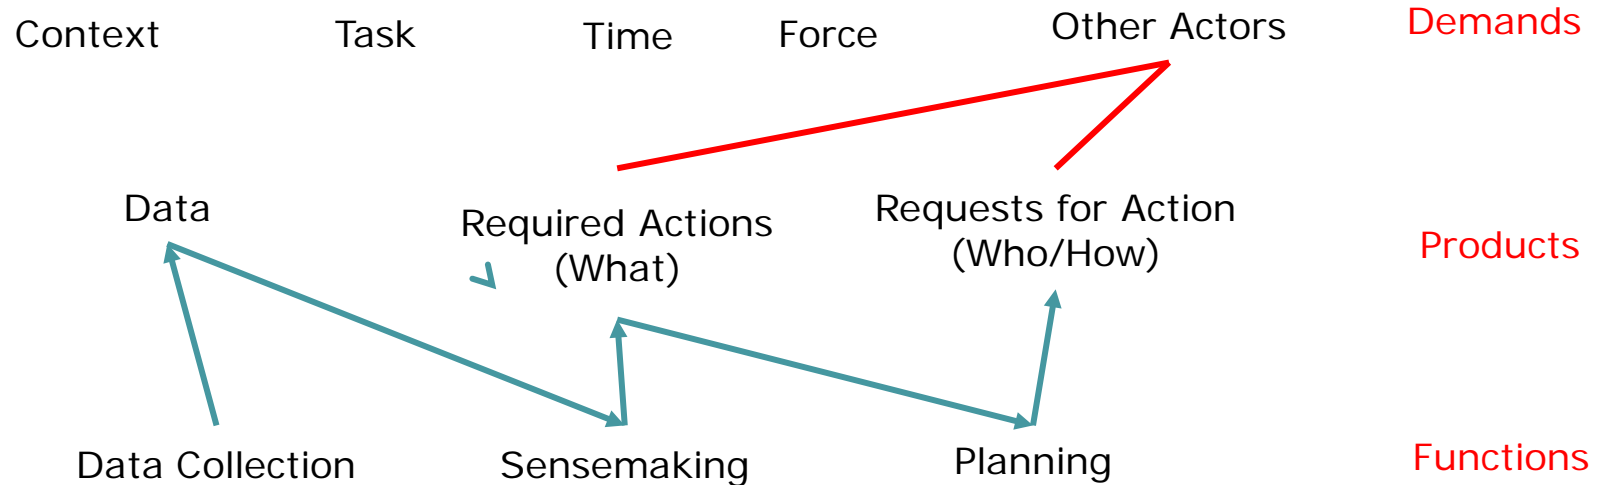 Context Task Time Force Other Actors Demands
Data Required Actions Requests for Action Products
(What) (Who/How)
Data Collection Sensemaking Planning Functions